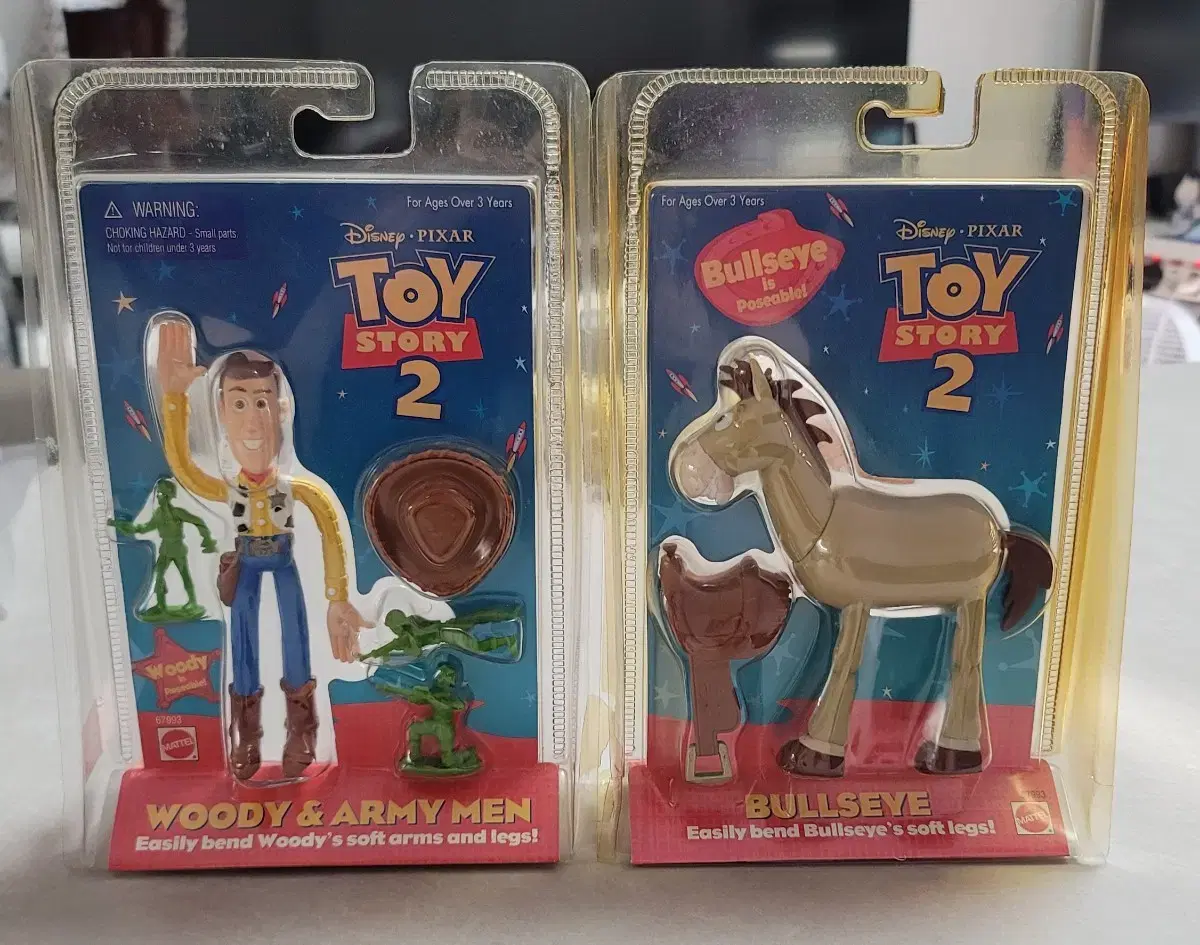 WARNING:
CHOKING HAZARD - Small parts.
Not for children under 3 years
For Ages Over 3 Years
DISNEY · PIXAR
TOY
STORY
2
Woody
is
Poseable!
67993
MATTEL
WOODY & ARMY MEN
Easily bend Woody's soft arms and legs!
For Ages Over 3 Years
Bullseye
is
Poseable!
DISNEY · PIXAR
TOY
STORY
2
MATTEL
BULLSEYE
Easily bend Bullseye's soft legs!